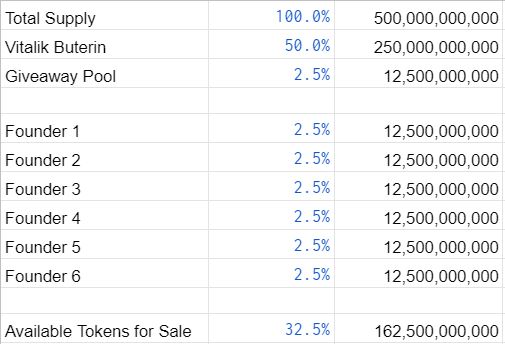 Total Supply 100.0% 500,000,000,000
Vitalik Buterin 50.0% 250,000,000,000
Giveaway Pool 2.5% 12,500,000,000
Founder 1 2.5% 12,500,000,000
Founder 2 2.5% 12,500,000,000
Founder 3 2.5% 12,500,000,000
Founder 4 2.5% 12,500,000,000
Founder 5 2.5% 12,500,000,000
Founder 6 2.5% 12,500,000,000
Available Tokens for Sale 32.5% 162,500,000,000